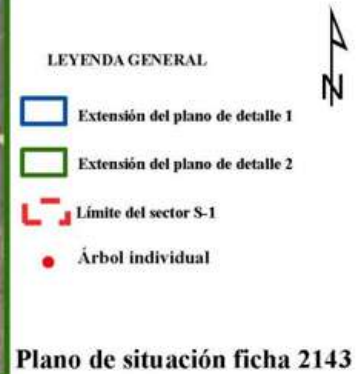 N
LEYENDA GENERAL
Extensión del plano de detalle 1
Extensión del plano de detalle 2
Límite del sector S-1
Árbol individual
Plano de situación ficha 2143